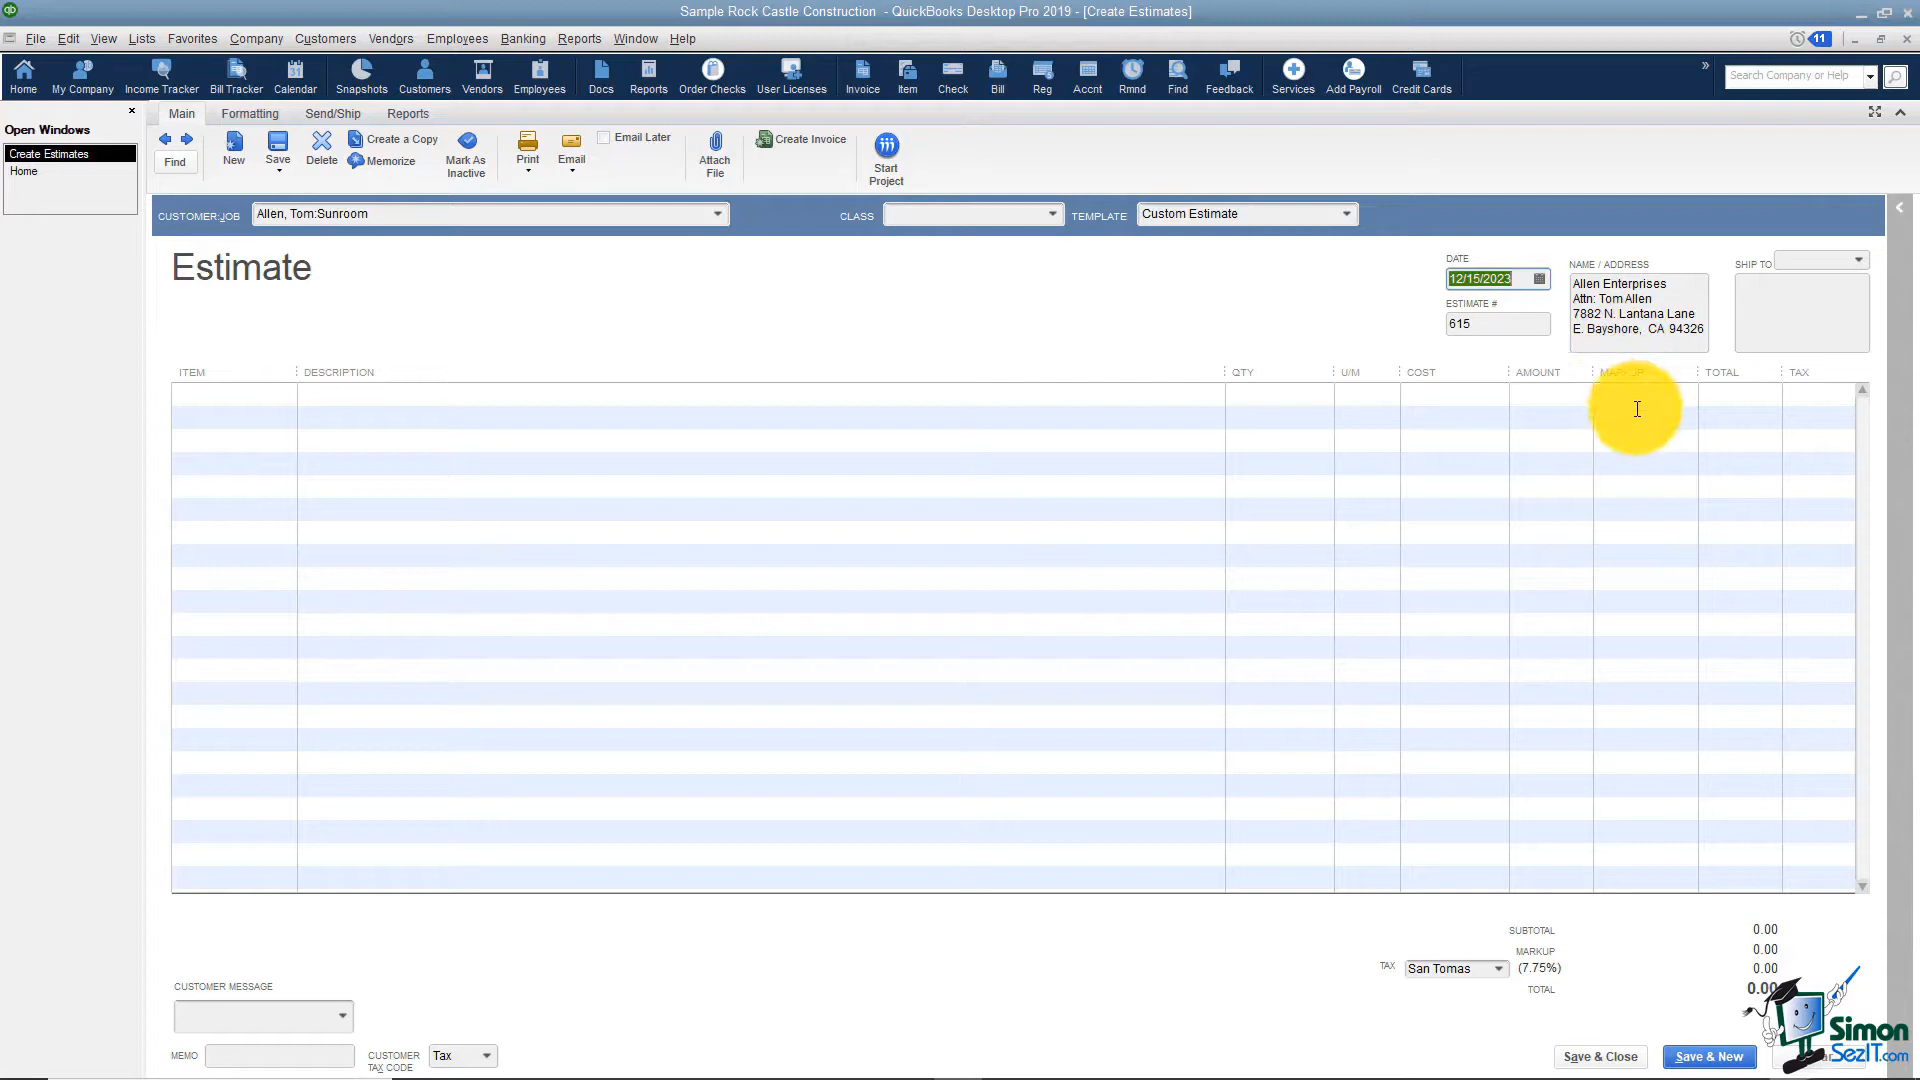 Sample Rock Castle Construction - QuickBooks Desktop Pro 2019 - [Create Estimates]
File Edit View Lists Favorites Company Customers Vendors Employees Banking Reports Window Help
11
Home My Company Income Tracker Bill Tracker Calendar Snapshots Customers Vendors Employees Docs Reports Order Checks User Licenses Invoice Item Check Bill Reg Accnt Rmnd Find Feedback Services Add Payroll Credit Cards
Search Company or Help
Open Windows
Create Estimates
Home
Main Formatting Send/Ship Reports
Find
New
Save
Delete
Create a Copy
Memorize
Mark As
Inactive
Print
Email
Email Later
Attach
File
Create Invoice
Start
Project
CUSTOMER:JOB Allen, Tom:Sunroom CLASS TEMPLATE Custom Estimate
Estimate
DATE
12/15/2023
ESTIMATE #
615
NAME / ADDRESS
Allen Enterprises
Attn: Tom Allen
7882 N. Lantana Lane
E. Bayshore, CA 94326
SHIP TO
ITEM DESCRIPTION QTY U/M COST AMOUNT MARKUP TOTAL TAX
SUBTOTAL 0.00
MARKUP 0.00
TAX San Tomas (7.75%) 0.00
TOTAL 0.00
CUSTOMER MESSAGE
MEMO
CUSTOMER
TAX CODE
Tax
Save & Close
Save & New
Simon
SezIT.com